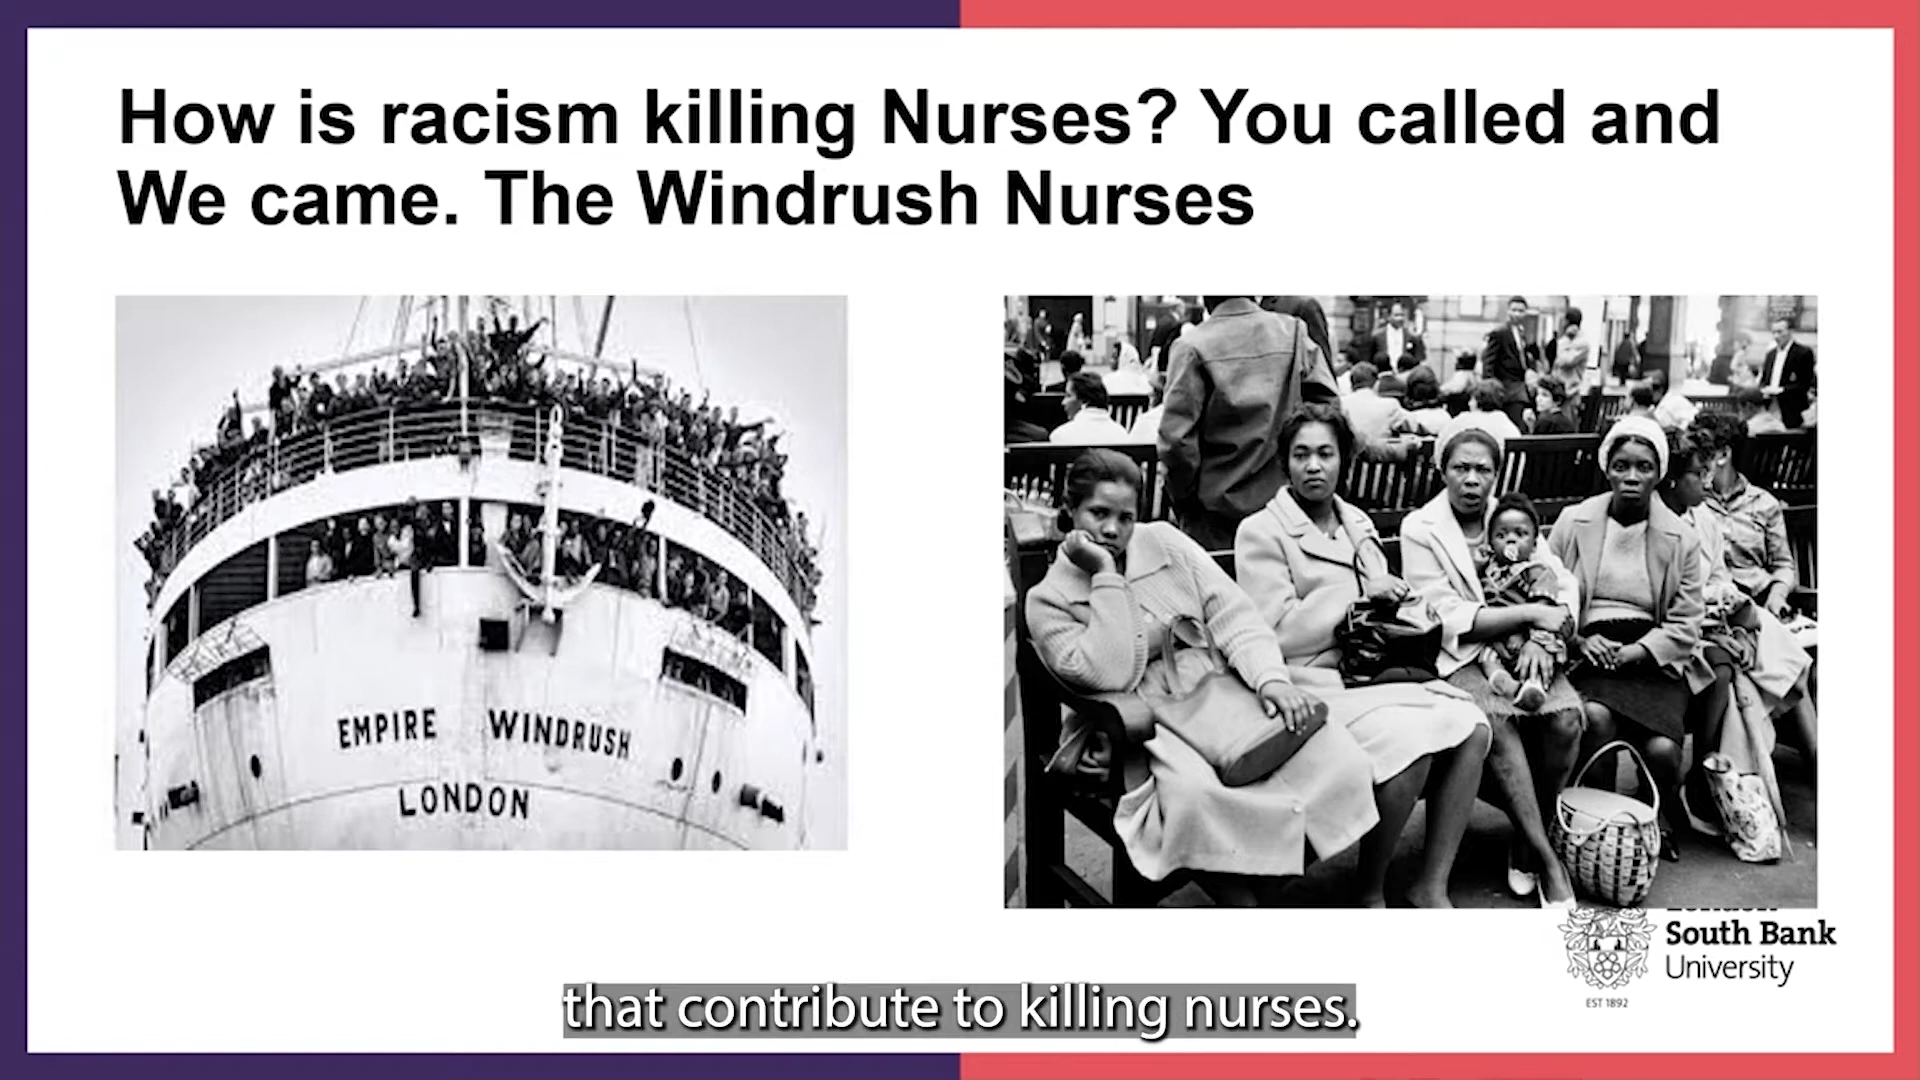 How is racism killing Nurses? You called and
We came. The Windrush Nurses
EMPIRE WINDRUSH
LONDON
London
South Bank
University
EST 1892
that contribute to killing nurses.